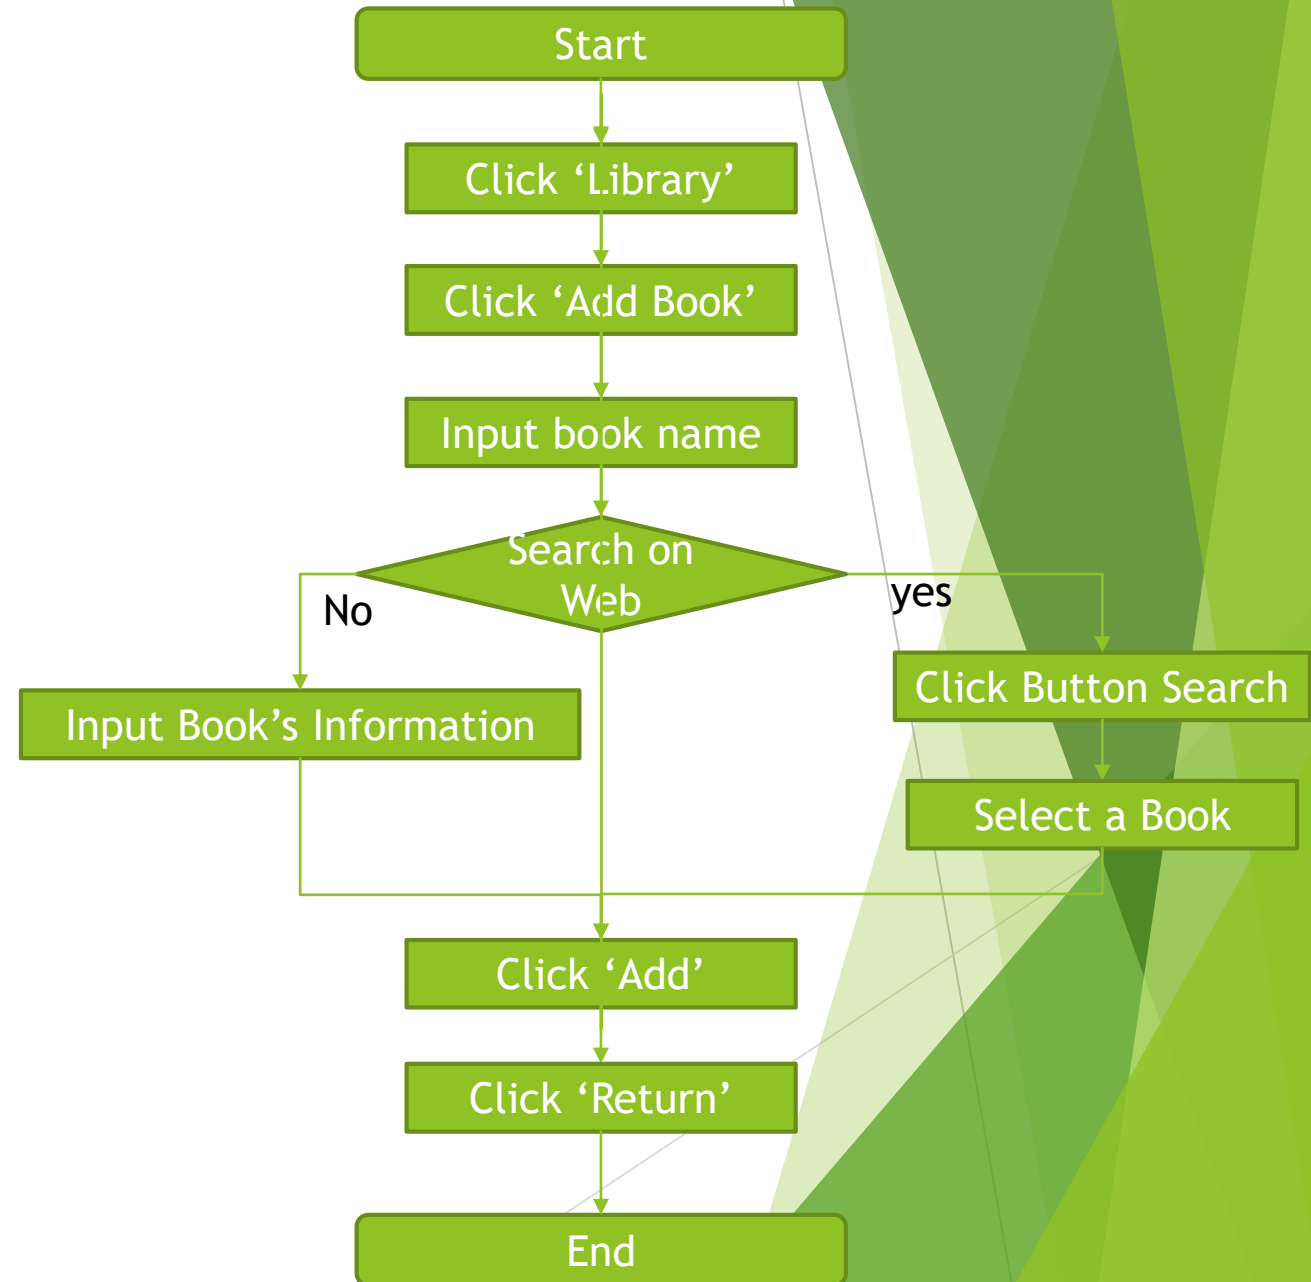 Start
Click ‘Library’
Click ‘Add Book’
Input book name
Search on
Web
No
yes
Input Book’s Information
Click Button Search
Select a Book
Click ‘Add’
Click ‘Return’
End